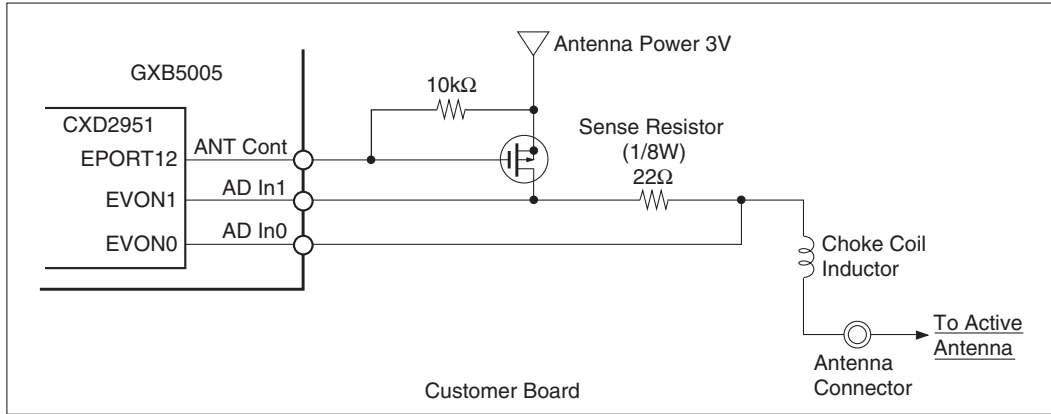 Antenna Power 3V
GXB5005
10kΩ
CXD2951
Sense Resistor
(1/8W)
22Ω
EPORT12
ANT Cont
EVON1
AD In1
EVON0
AD In0
Choke Coil
Inductor
To Active
Antenna
Antenna
Connector
Customer Board